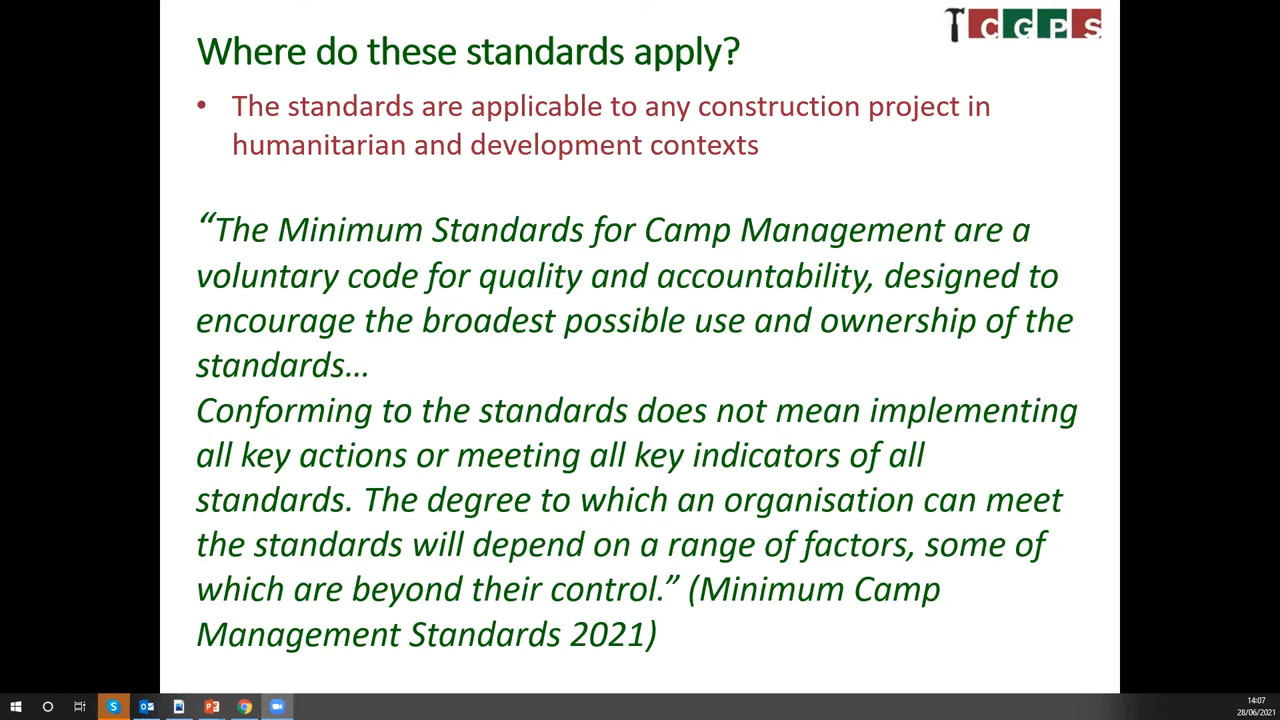 CGPS
Where do these standards apply?
• The standards are applicable to any construction project in
humanitarian and development contexts
“The Minimum Standards for Camp Management are a
voluntary code for quality and accountability, designed to
encourage the broadest possible use and ownership of the
standards…
Conforming to the standards does not mean implementing
all key actions or meeting all key indicators of all
standards. The degree to which an organisation can meet
the standards will depend on a range of factors, some of
which are beyond their control.” (Minimum Camp
Management Standards 2021)
14:07
28/06/2021